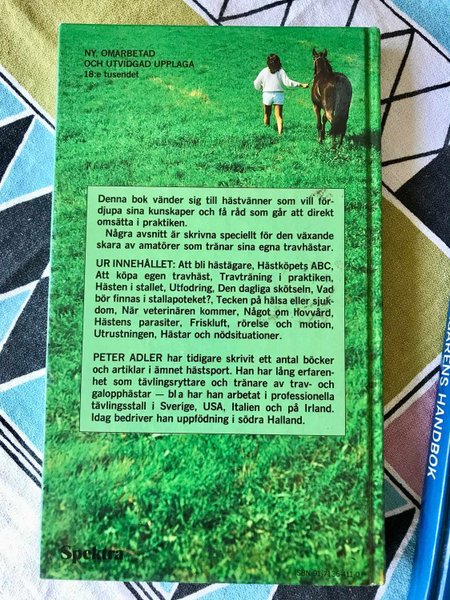 NY, OMARBETAD
OCH UTVIDGAD UPPLAGA
18:e tusendet
Denna bok vänder sig till hästvänner som vill för-
djupa sina kunskaper och få råd som går att direkt
omsätta i praktiken.
Några avsnitt är skrivna speciellt för den växande
skara av amatörer som tränar sina egna travhästar.
UR INNEHÅLLET: Att bli hästägare, Hästköpets ABC,
Att köpa egen travhäst, Travträning i praktiken,
Hästen i stallet, Utfodring, Den dagliga skötseln, Vad
bör finnas i stallapoteket?, Tecken på hälsa eller sjuk-
dom, När veterinären kommer, Något om Hovvård,
Hästens parasiter, Friskluft, rörelse och motion,
Utrustningen, Hästar och nödsituationer.
PETER ADLER har tidigare skrivit ett antal böcker
och artiklar i ämnet hästsport. Han har lång erfaren-
het som tävlingsryttare och tränare av trav- och
galopphästar — bl a har han arbetat i professionella
tävlingsstall i Sverige, USA, Italien och på Irland.
Idag bedriver han uppfödning i södra Halland.
Spektra
HANDBOK